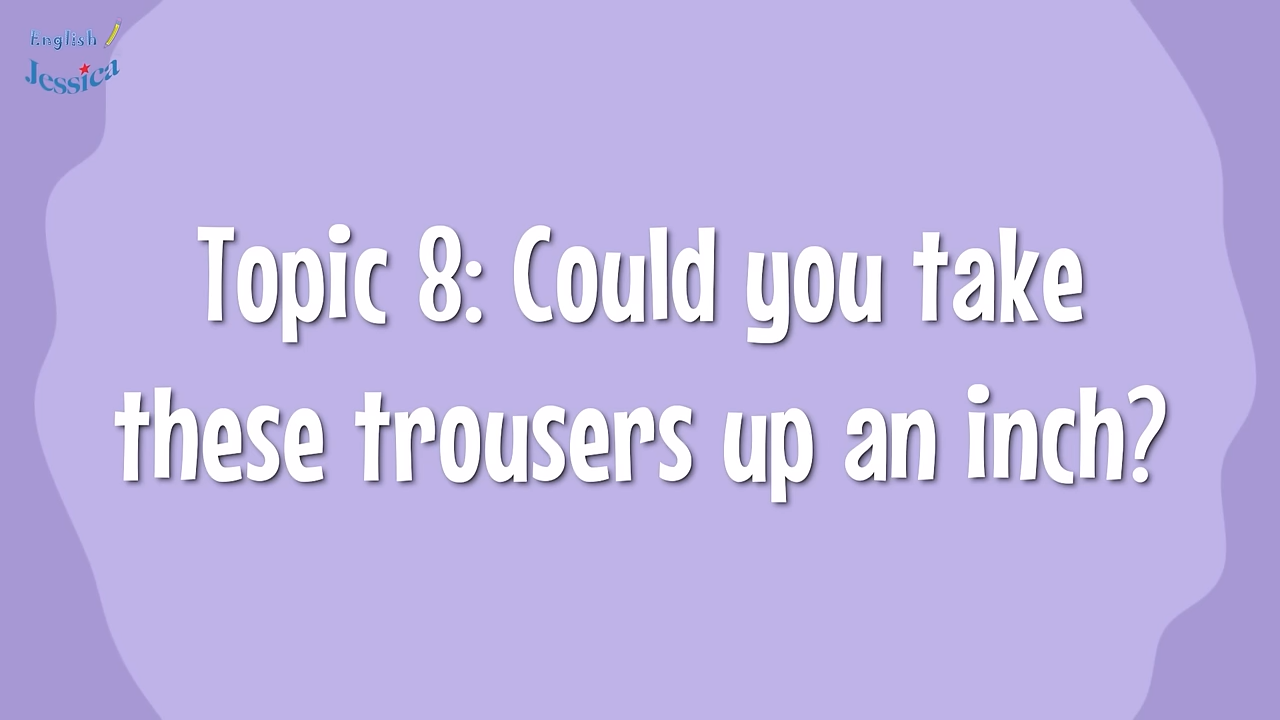 English
Jessica
Topic 8: Could you take
these trousers up an inch?